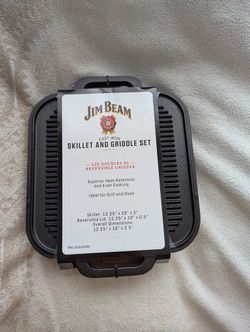 JIM BEAM
CAST IRON
SKILLET AND GRIDDLE SET
LID DOUBLES AS
REVERSIBLE GRIDDLE
Superior Heat Retention
and Even Cooking
Ideal for Grill and Oven
Skillet- 12.25" x 10" x 2"
Reversible Lid- 12.25" x 10" x 0.5"
Overall Dimensions:
12.25" x 10" x 2.5"